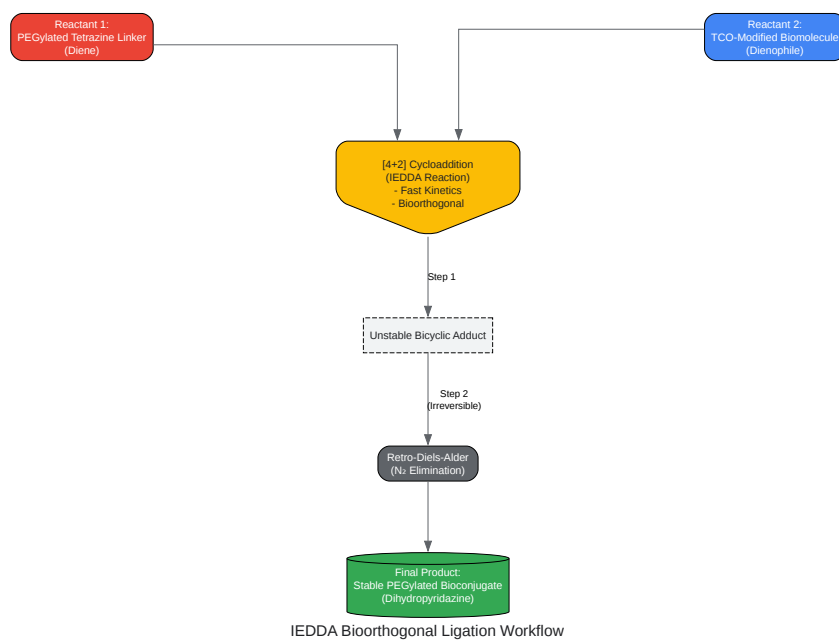 Reactant 1:
PEGylated Tetrazine Linker
(Diene)
Reactant 2:
TCO-Modified Biomolecule
(Dienophile)
[4+2] Cycloaddition
(IEDDA Reaction)
- Fast Kinetics
- Bioorthogonal
Step 1
Unstable Bicyclic Adduct
Step 2
(Irreversible)
Retro-Diels-Alder
(N₂ Elimination)
Final Product:
Stable PEGylated Bioconjugate
(Dihydropyridazine)
IEDDA Bioorthogonal Ligation Workflow